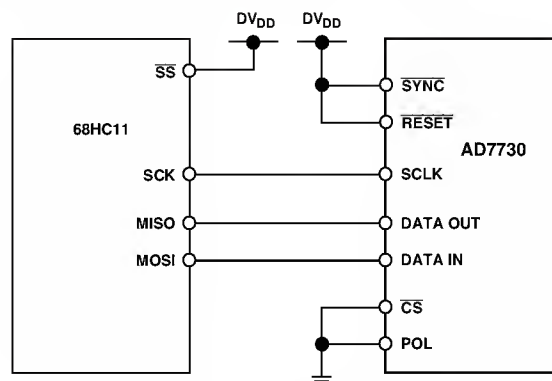 DVDD DVDD
SS
SYNC
68HC11
RESET
AD7730
SCK SCLK
MISO DATA OUT
MOSI DATA IN
CS
POL